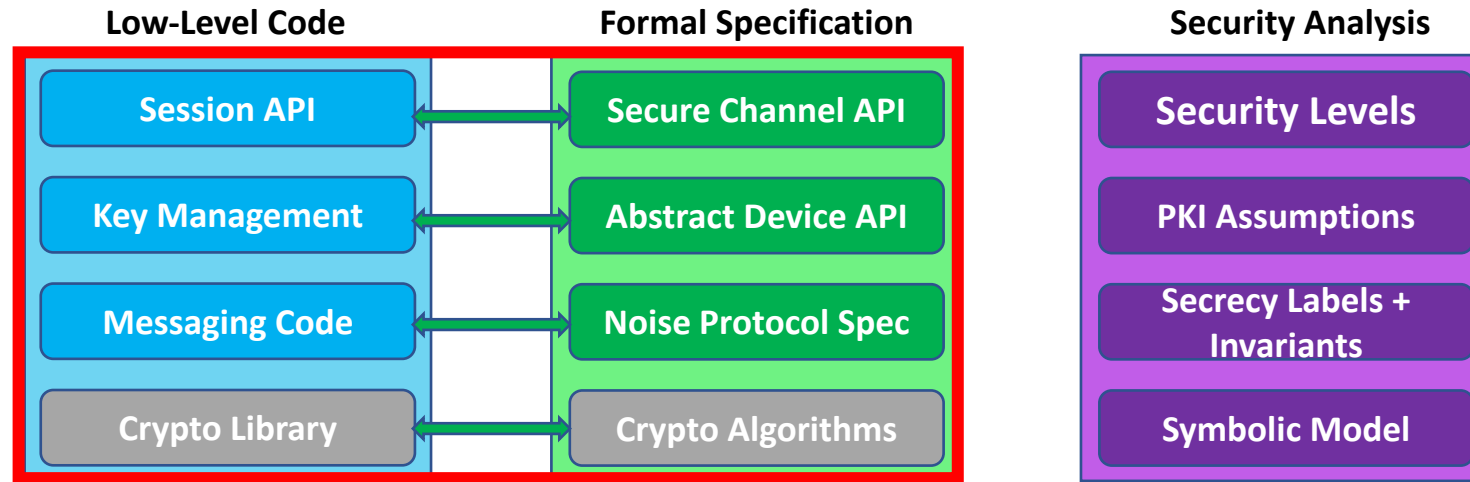 Low-Level Code
Formal Specification
Security Analysis
Session API
Secure Channel API
Security Levels
Key Management
Abstract Device API
PKI Assumptions
Messaging Code
Noise Protocol Spec
Secrecy Labels +
Invariants
Crypto Library
Crypto Algorithms
Symbolic Model